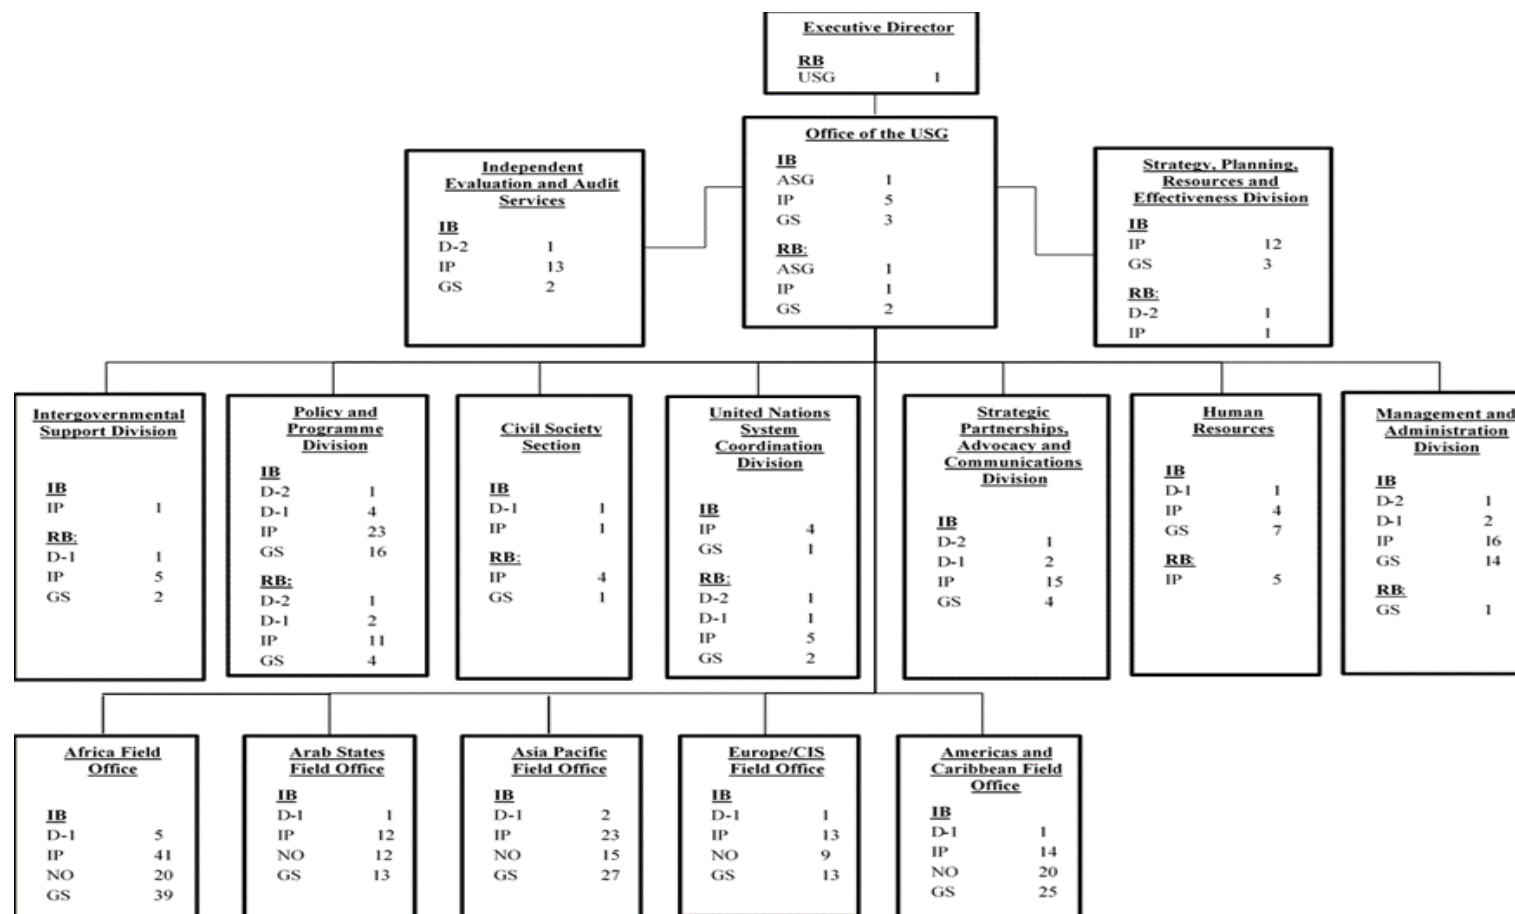 Executive Director
RB
USG 1
Office of the USG
IB
ASG 1
IP 5
GS 3
RB:
ASG 1
IP 1
GS 2
Independent
Evaluation and Audit
Services
IB
D-2 1
IP 13
GS 2
Strategy, Planning,
Resources and
Effectiveness Division
IB
IP 12
GS 3
RB:
D-2 1
IP 1
Intergovernmental
Support Division
IB
IP 1
RB:
D-1 1
IP 5
GS 2
Policy and
Programme
Division
IB
D-2 1
D-1 4
IP 23
GS 16
RB:
D-2 1
D-1 2
IP 11
GS 4
Civil Society
Section
IB
D-1 1
IP 1
RB:
IP 4
GS 1
United Nations
System
Coordination
Division
IB
IP 4
GS 1
RB:
D-2 1
D-1 1
IP 5
GS 2
Strategic
Partnerships,
Advocacy and
Communications
Division
IB
D-2 1
D-1 2
IP 15
GS 4
Human
Resources
IB
D-1 1
IP 4
GS 7
RB:
IP 5
Management and
Administration
Division
IB
D-2 1
D-1 2
IP 16
GS 14
RB:
GS 1
Africa Field
Office
IB
D-1 5
IP 41
NO 20
GS 39
Arab States
Field Office
IB
D-1 1
IP 12
NO 12
GS 13
Asia Pacific
Field Office
IB
D-1 2
IP 23
NO 15
GS 27
Europe/CIS
Field Office
IB
D-1 1
IP 13
NO 9
GS 13
Americas and
Caribbean Field
Office
IB
D-1 1
IP 14
NO 20
GS 25